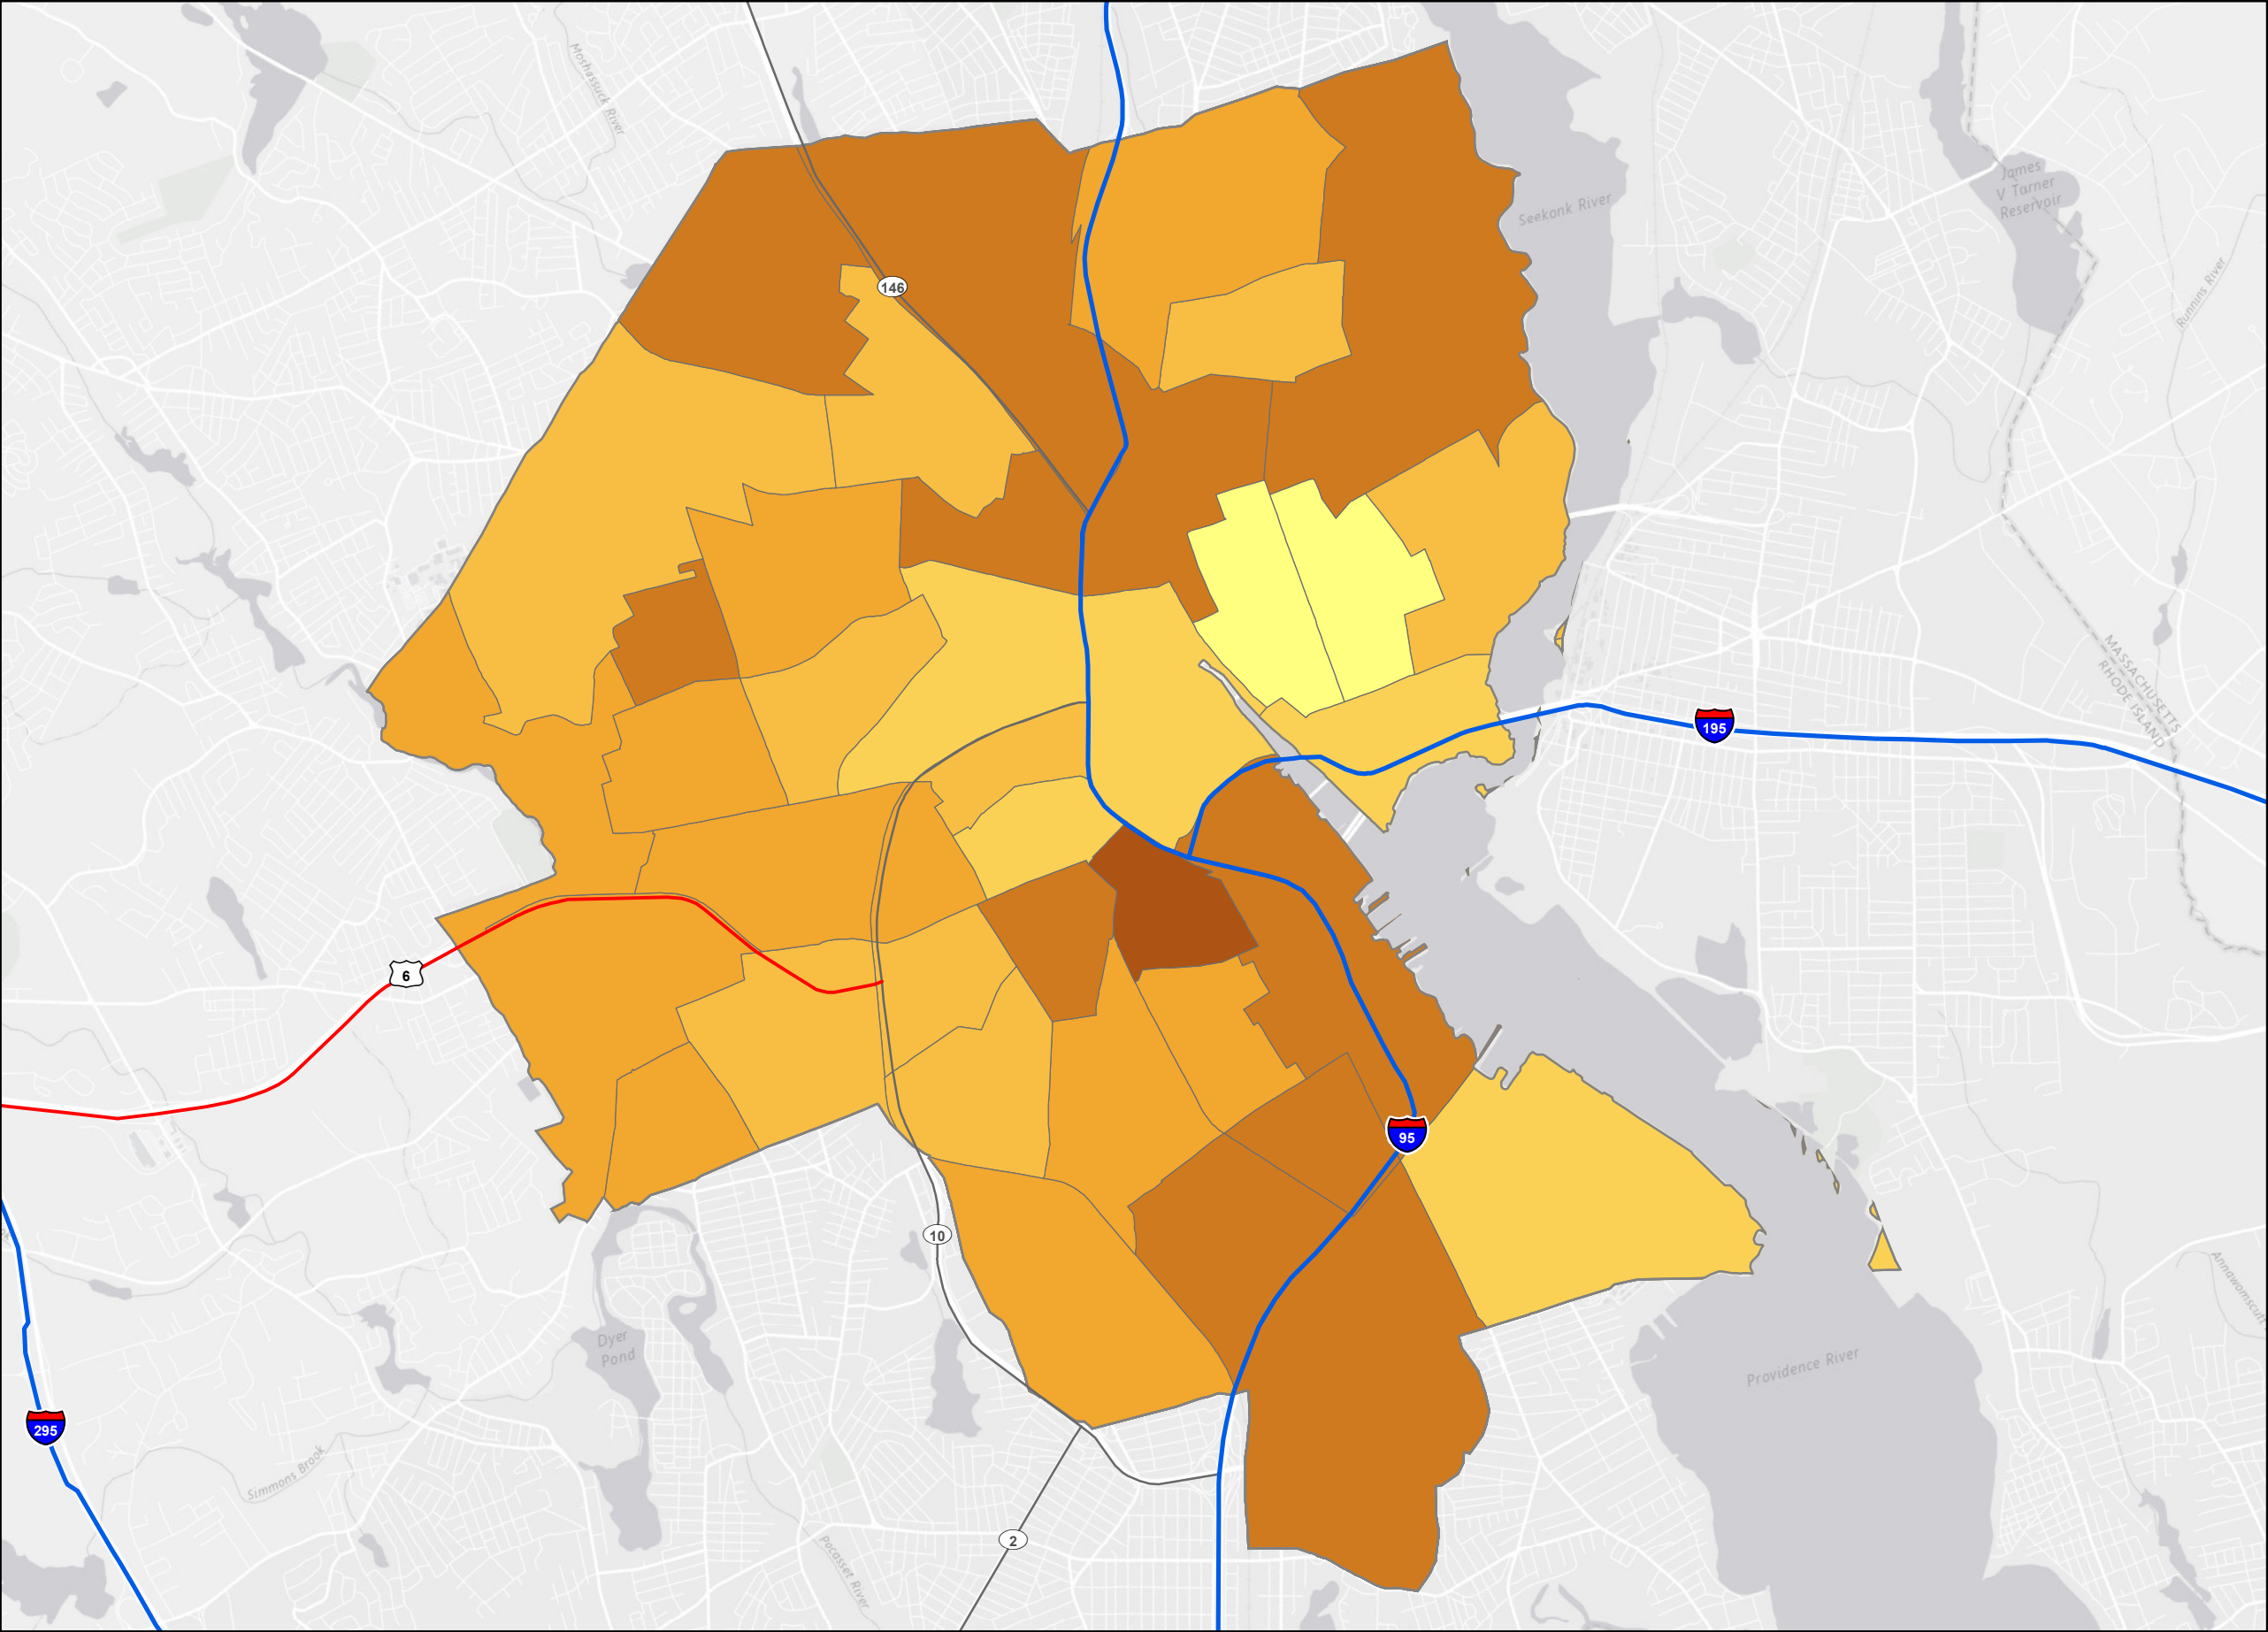 Moshassuck River
James
V Turner
Reservoir
Seekonk River
146
Runnins River
MASSACHUSETTS
RHODE ISLAND
195
6
95
10
Annawomscutt
Dyer
Pond
Providence River
295
Simmons Brook
2
Pocasset River